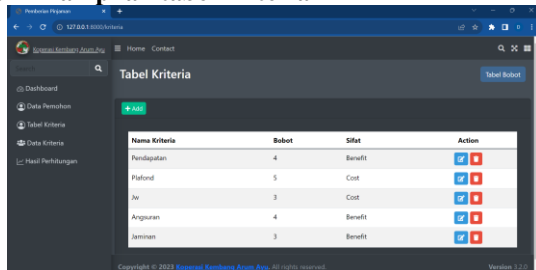 Pemberian Pinjaman
127.0.0.1:8000/kriteria
Koperasi Kembang Arum Ayu
Home Contact
Search
Tabel Kriteria
Tabel Bobot
Dashboard
Data Pemohon
Tabel Kriteria
Data Kriteria
Hasil Perhitungan
+ Add
Nama Kriteria Bobot Sifat Action
Pendapatan 4 Benefit
Plafond 5 Cost
Jw 3 Cost
Angsuran 4 Benefit
Jaminan 3 Benefit
Copyright © 2023 Koperasi Kembang Arum Ayu. All rights reserved.
Version 3.2.0